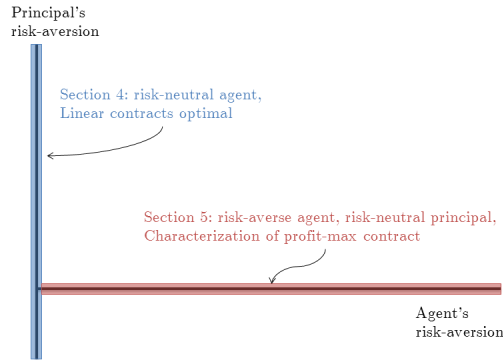 Principal's
risk-aversion
Section 4: risk-neutral agent,
Linear contracts optimal
Section 5: risk-averse agent, risk-neutral principal,
Characterization of profit-max contract
Agent's
risk-aversion